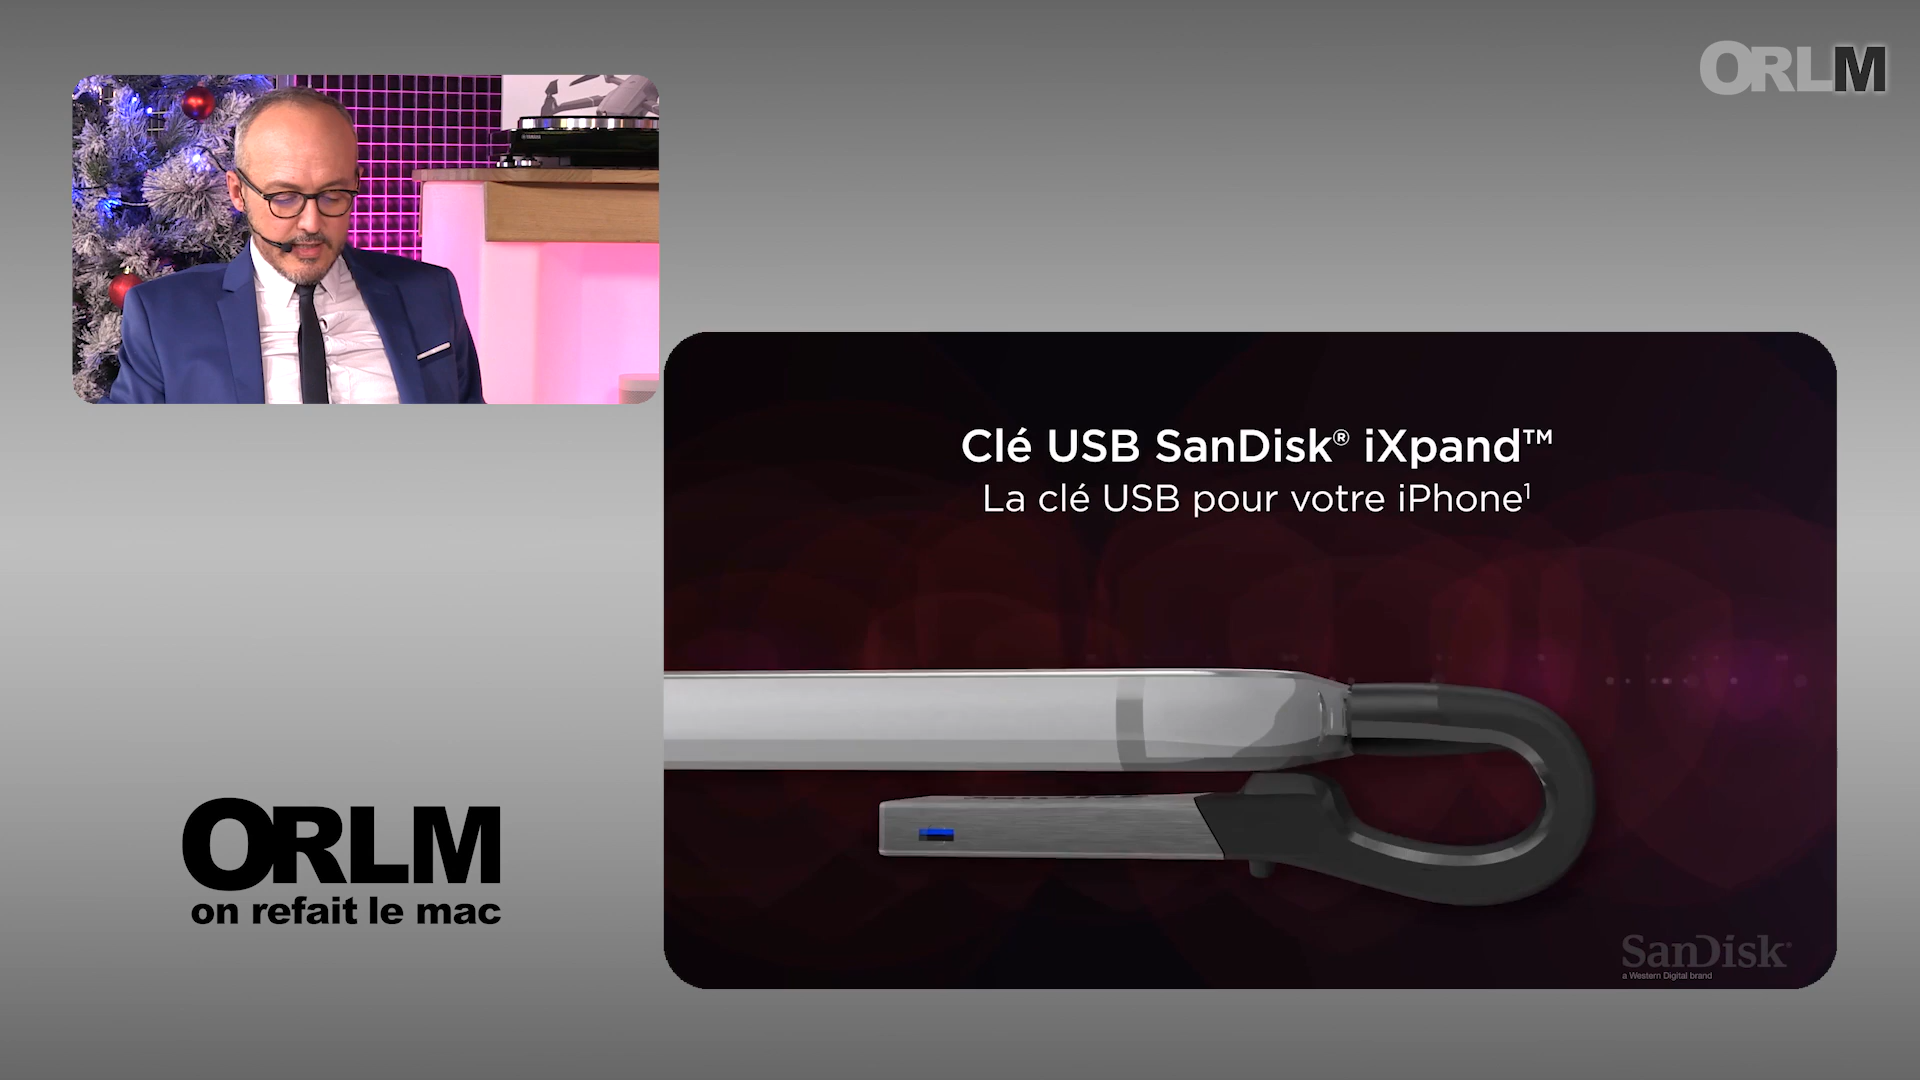 ORLM
YAMAHA
Clé USB SanDisk® iXpand™
La clé USB pour votre iPhone¹
ORLM
on refait le mac
SanDisk®
a Western Digital brand